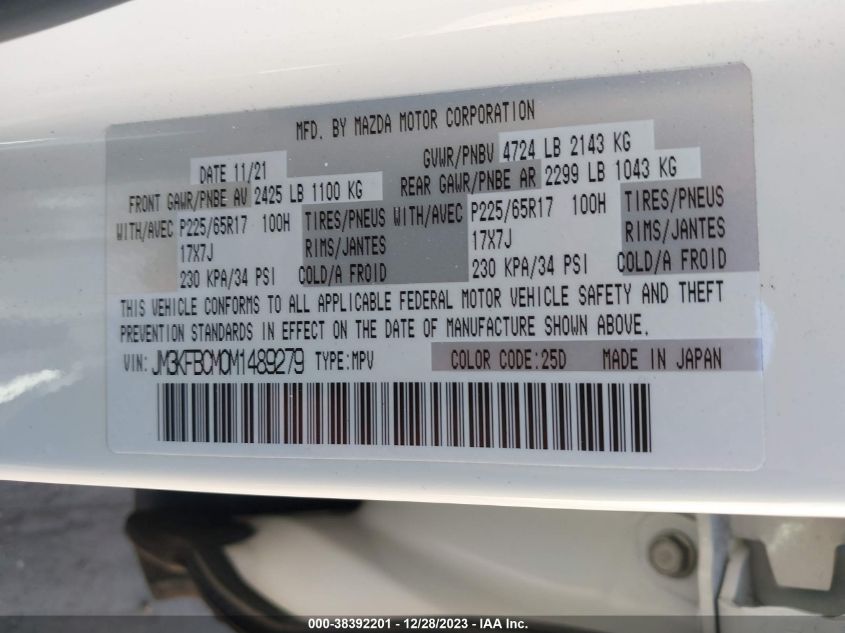 MFD. BY MAZDA MOTOR CORPORATION
DATE 11/21 GVWR/PNBV 4724 LB 2143 KG
FRONT GAWR/PNBE AV 2425 LB 1100 KG REAR GAWR/PNBE AR 2299 LB 1043 KG
WITH/AVEC P225/65R17 100H TIRES/PNEUS WITH/AVEC P225/65R17 100H TIRES/PNEUS
17X7J RIMS/JANTES 17X7J RIMS/JANTES
230 KPA/34 PSI COLD/A FROID 230 KPA/34 PSI COLD/A FROID
THIS VEHICLE CONFORMS TO ALL APPLICABLE FEDERAL MOTOR VEHICLE SAFETY AND THEFT
PREVENTION STANDARDS IN EFFECT ON THE DATE OF MANUFACTURE SHOWN ABOVE.
VIN: JM3KFBCM0M1489279 TYPE:MPV COLOR CODE:25D MADE IN JAPAN
000-38392201 - 12/28/2023 - IAA Inc.